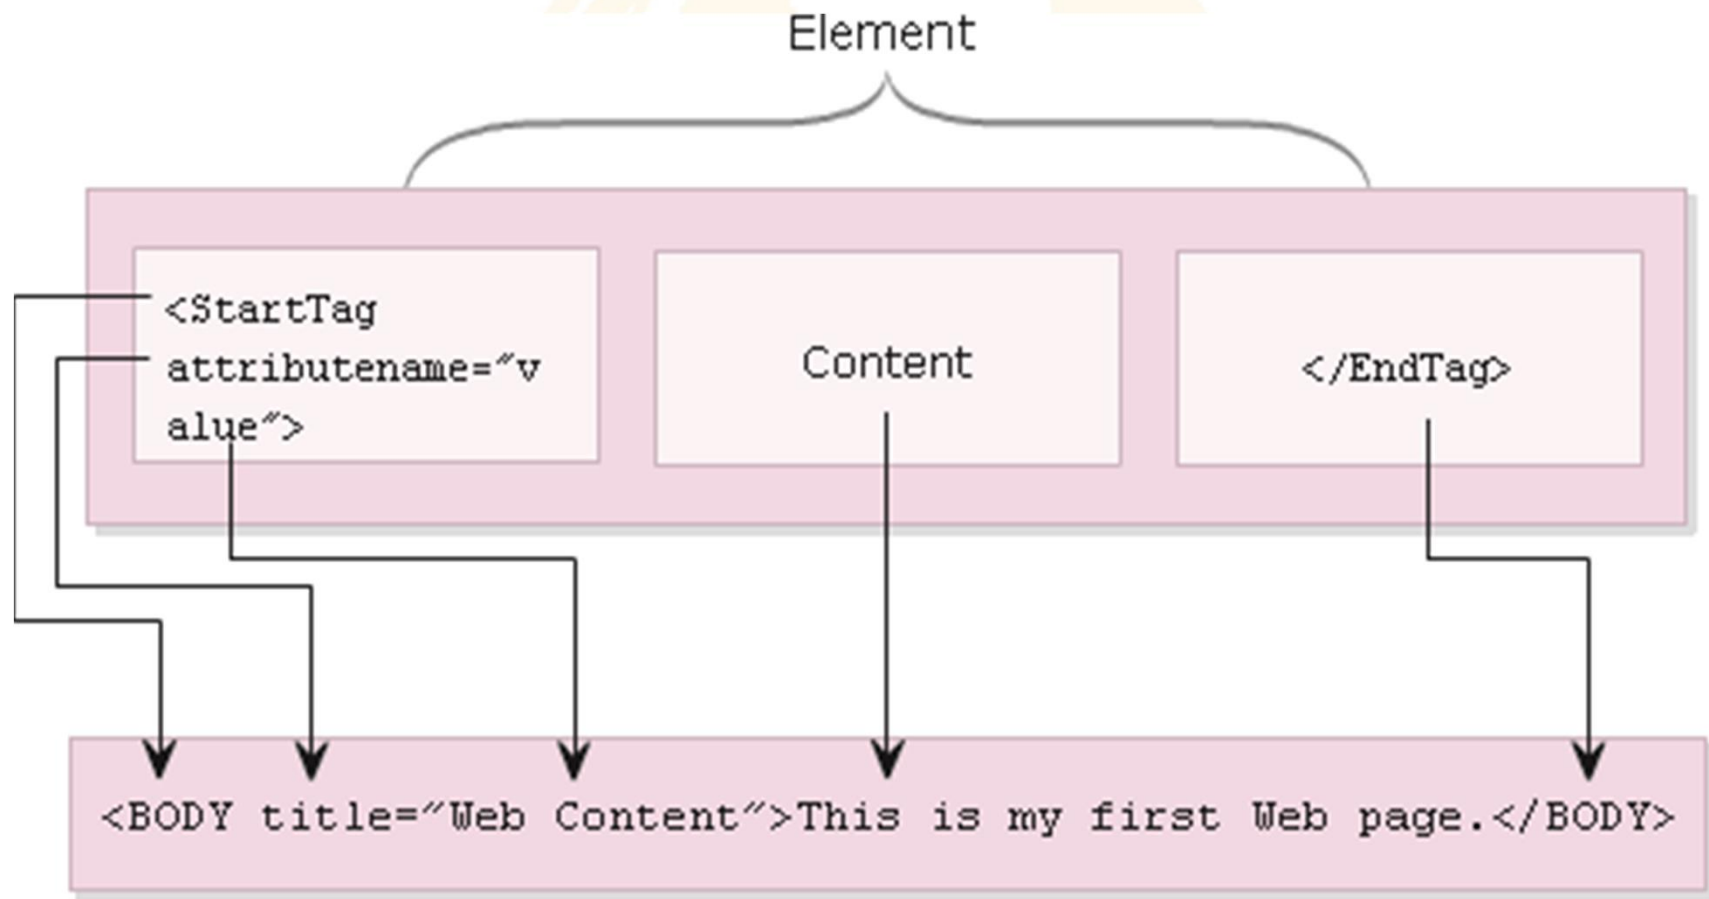 Element
<StartTag
attributename="v
alue">
Content
</EndTag>
<BODY title="Web Content">This is my first Web page.</BODY>